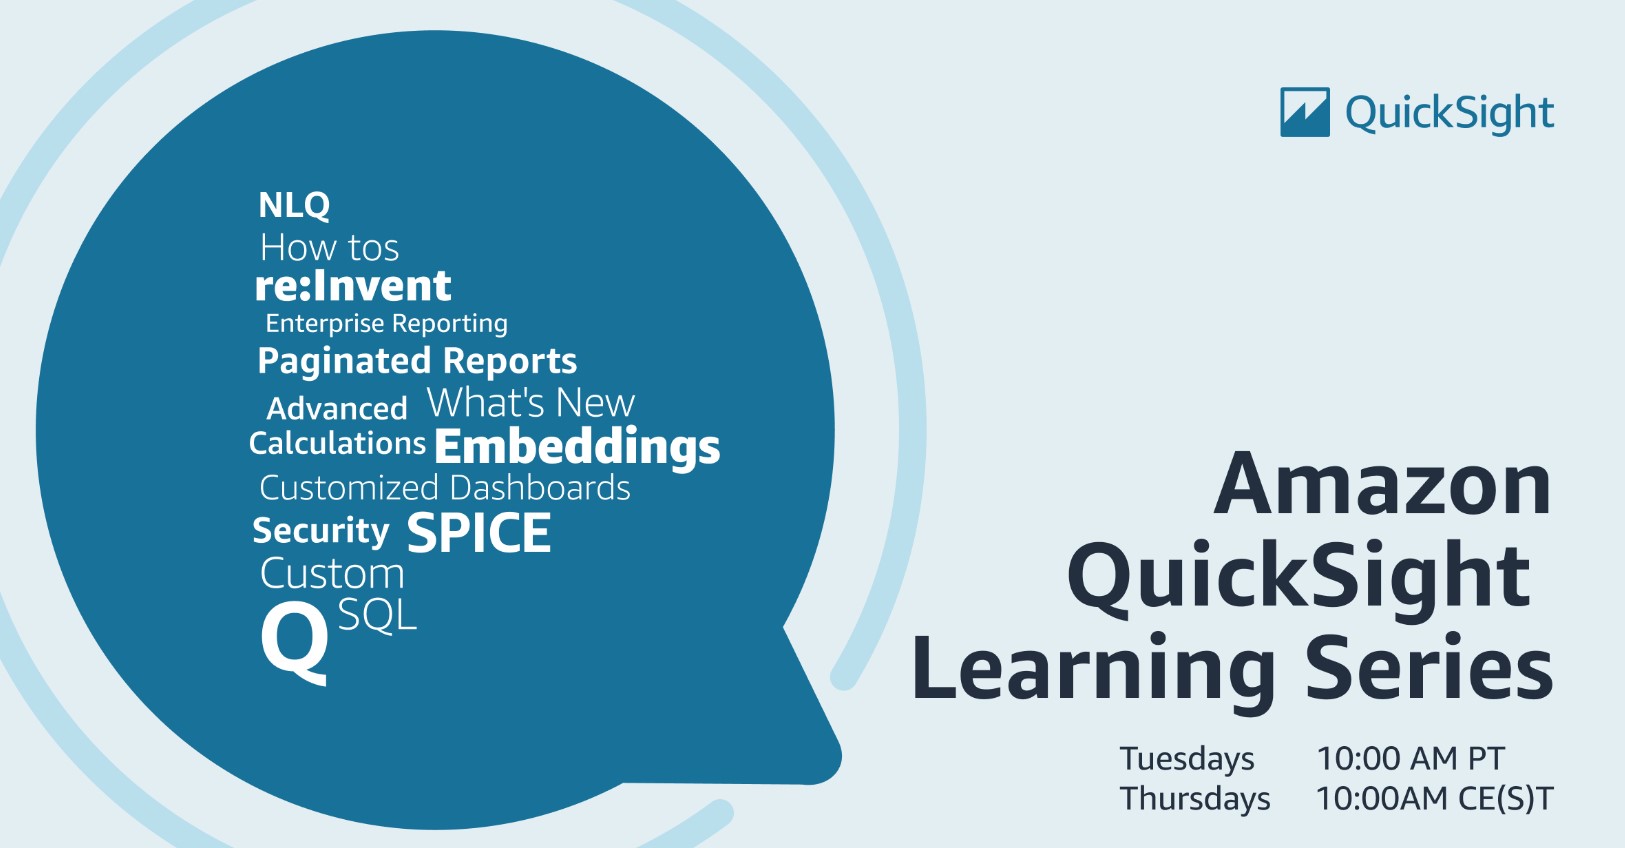 QuickSight
NLQ
How tos
re:Invent
Enterprise Reporting
Paginated Reports
Advanced What's New
Calculations Embeddings
Customized Dashboards
Security SPICE
Custom
Q SQL
Amazon
QuickSight
Learning Series
Tuesdays 10:00 AM PT
Thursdays 10:00AM CE(S)T